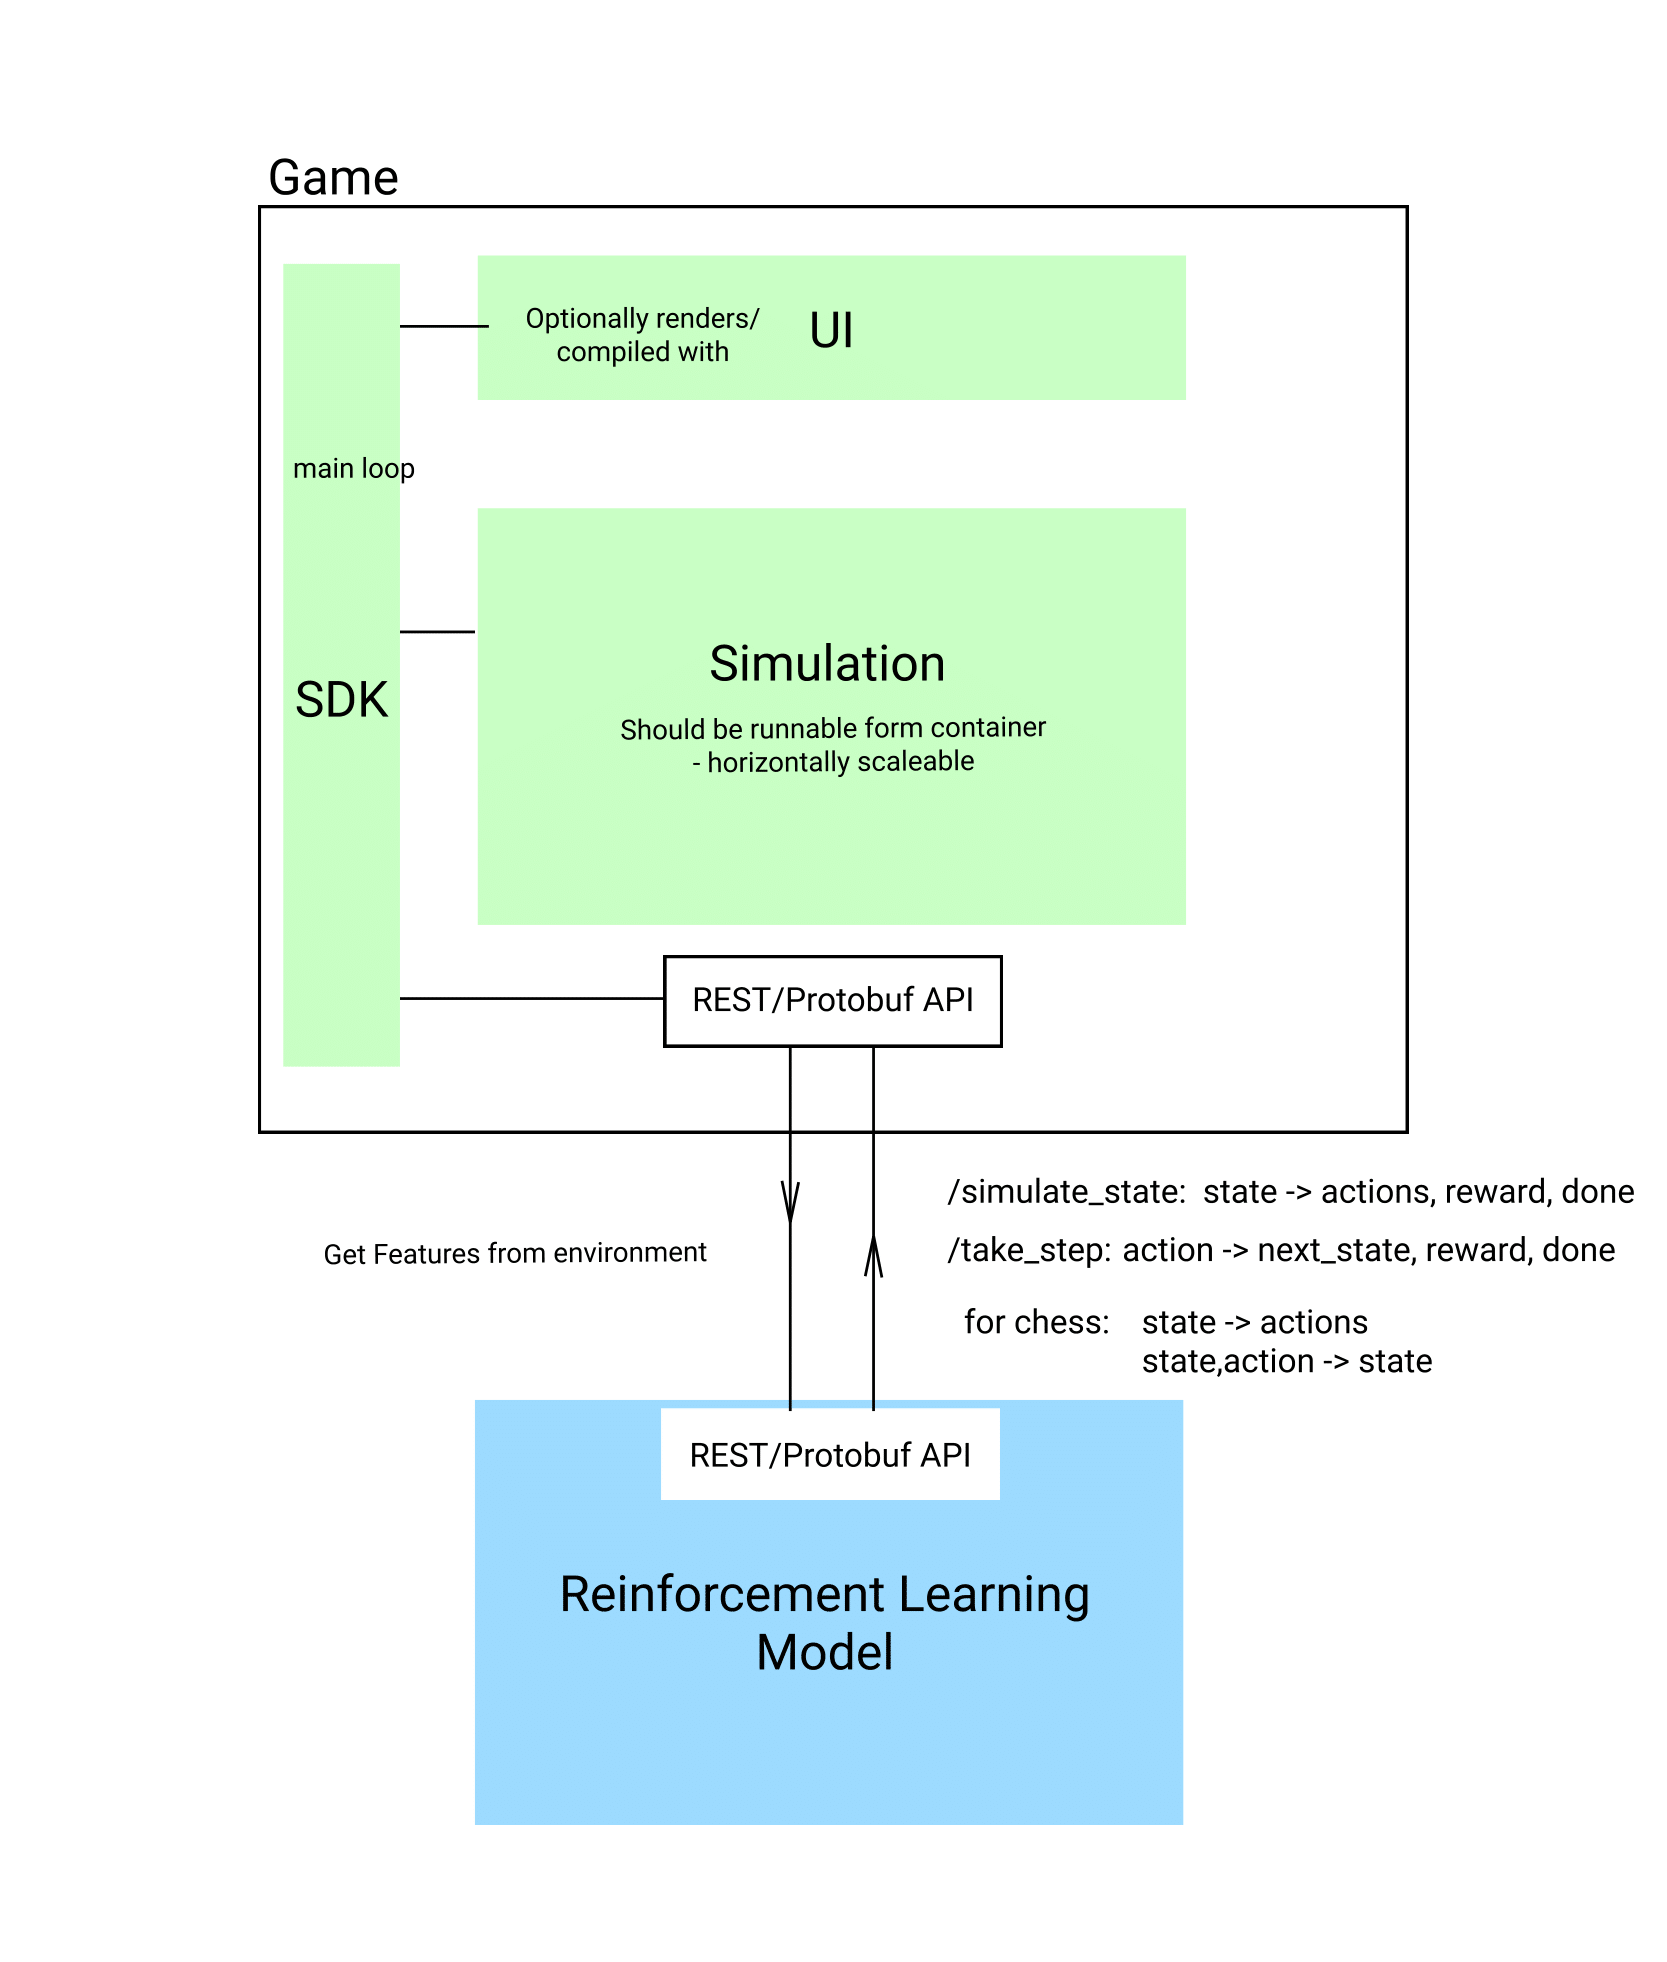 Game
Optionally renders/
compiled with
UI
main loop
SDK
Simulation
Should be runnable form container
- horizontally scaleable
REST/Protobuf API
/simulate_state: state -> actions, reward, done
/take_step: action -> next_state, reward, done
Get Features from environment
for chess: state -> actions
state,action -> state
REST/Protobuf API
Reinforcement Learning
Model